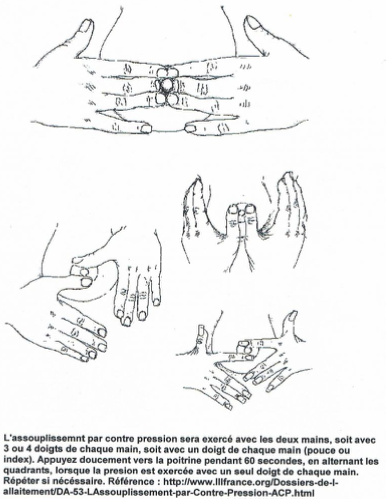 L'assouplissemnt par contre pression sera exercé avec les deux mains, soit avec
3 ou 4 doigts de chaque main, soit avec un doigt de chaque main (pouce ou
index). Appuyez doucement vers la poitrine pendant 60 secondes, en alternant les
quadrants, lorsque la presion est exercée avec un seul doigt de chaque main.
Répéter si nécéssaire. Référence : http://www.lllfrance.org/Dossiers-de-l-
allaitement/DA-53-LAssouplissement-par-Contre-Pression-ACP.html